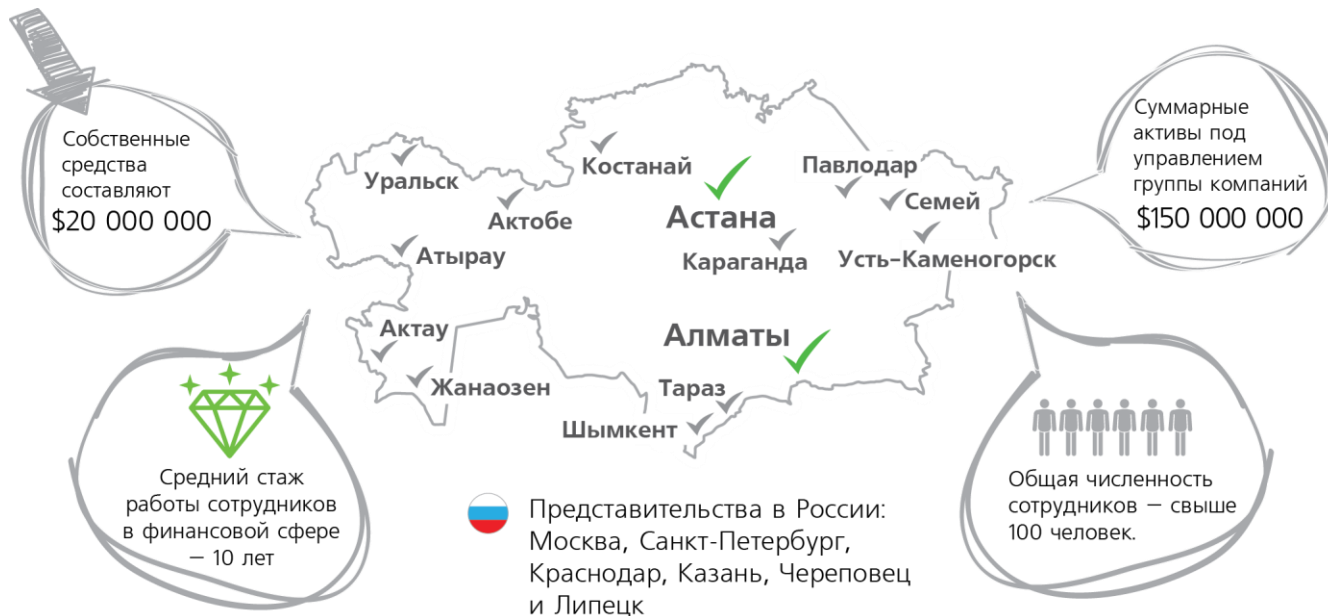 Собственные
средства
составляют
$20 000 000
Суммарные
активы под
управлением
группы компаний
$150 000 000
Костанай
Павлодар
Уральск
Семей
Актобе
Астана
Атырау
Караганда
Усть-Каменогорск
Актау
Алматы
Жанаозен
Тараз
Шымкент
Средний стаж
работы сотрудников
в финансовой сфере
– 10 лет
Общая численность
сотрудников – свыше
100 человек.
Представительства в России:
Москва, Санкт-Петербург,
Краснодар, Казань, Череповец
и Липецк